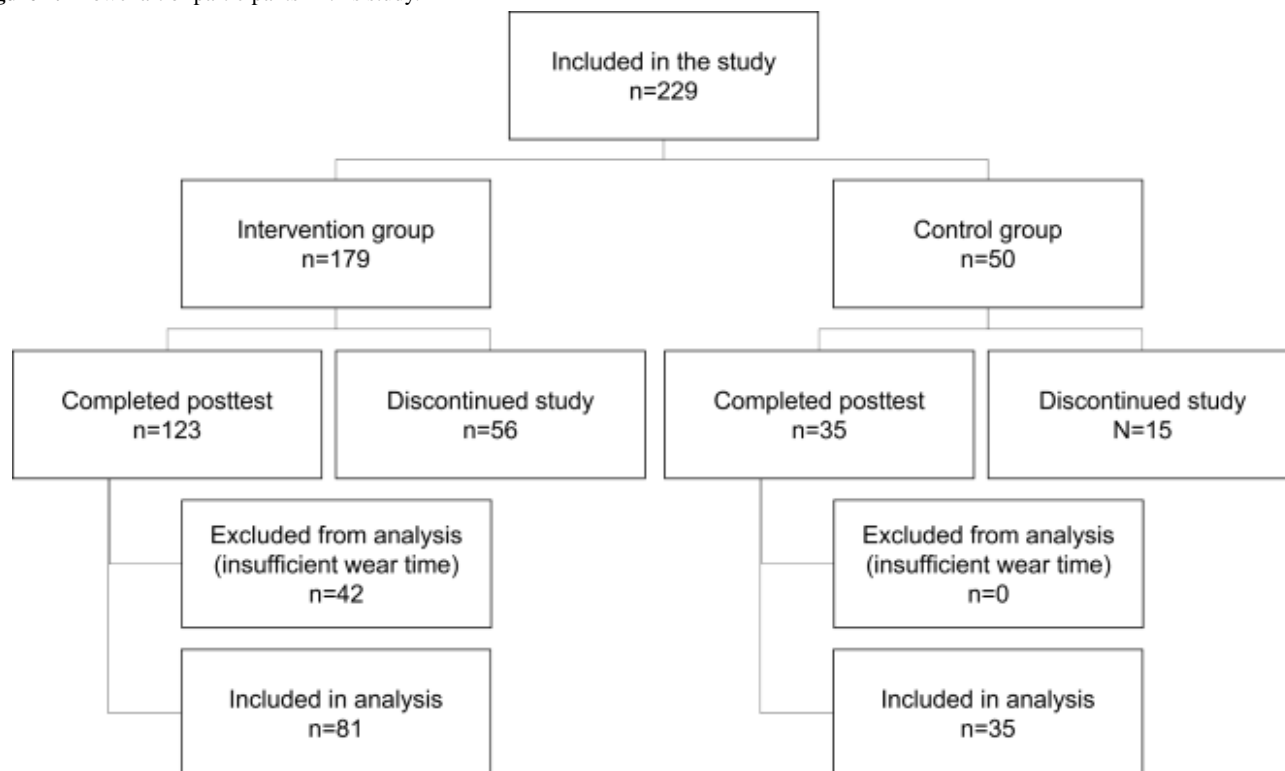 Included in the study
n=229
Intervention group
n=179
Control group
n=50
Completed posttest
n=123
Discontinued study
n=56
Completed posttest
n=35
Discontinued study
N=15
Excluded from analysis
(insufficient wear time)
n=42
Excluded from analysis
(insufficient wear time)
n=0
Included in analysis
n=81
Included in analysis
n=35